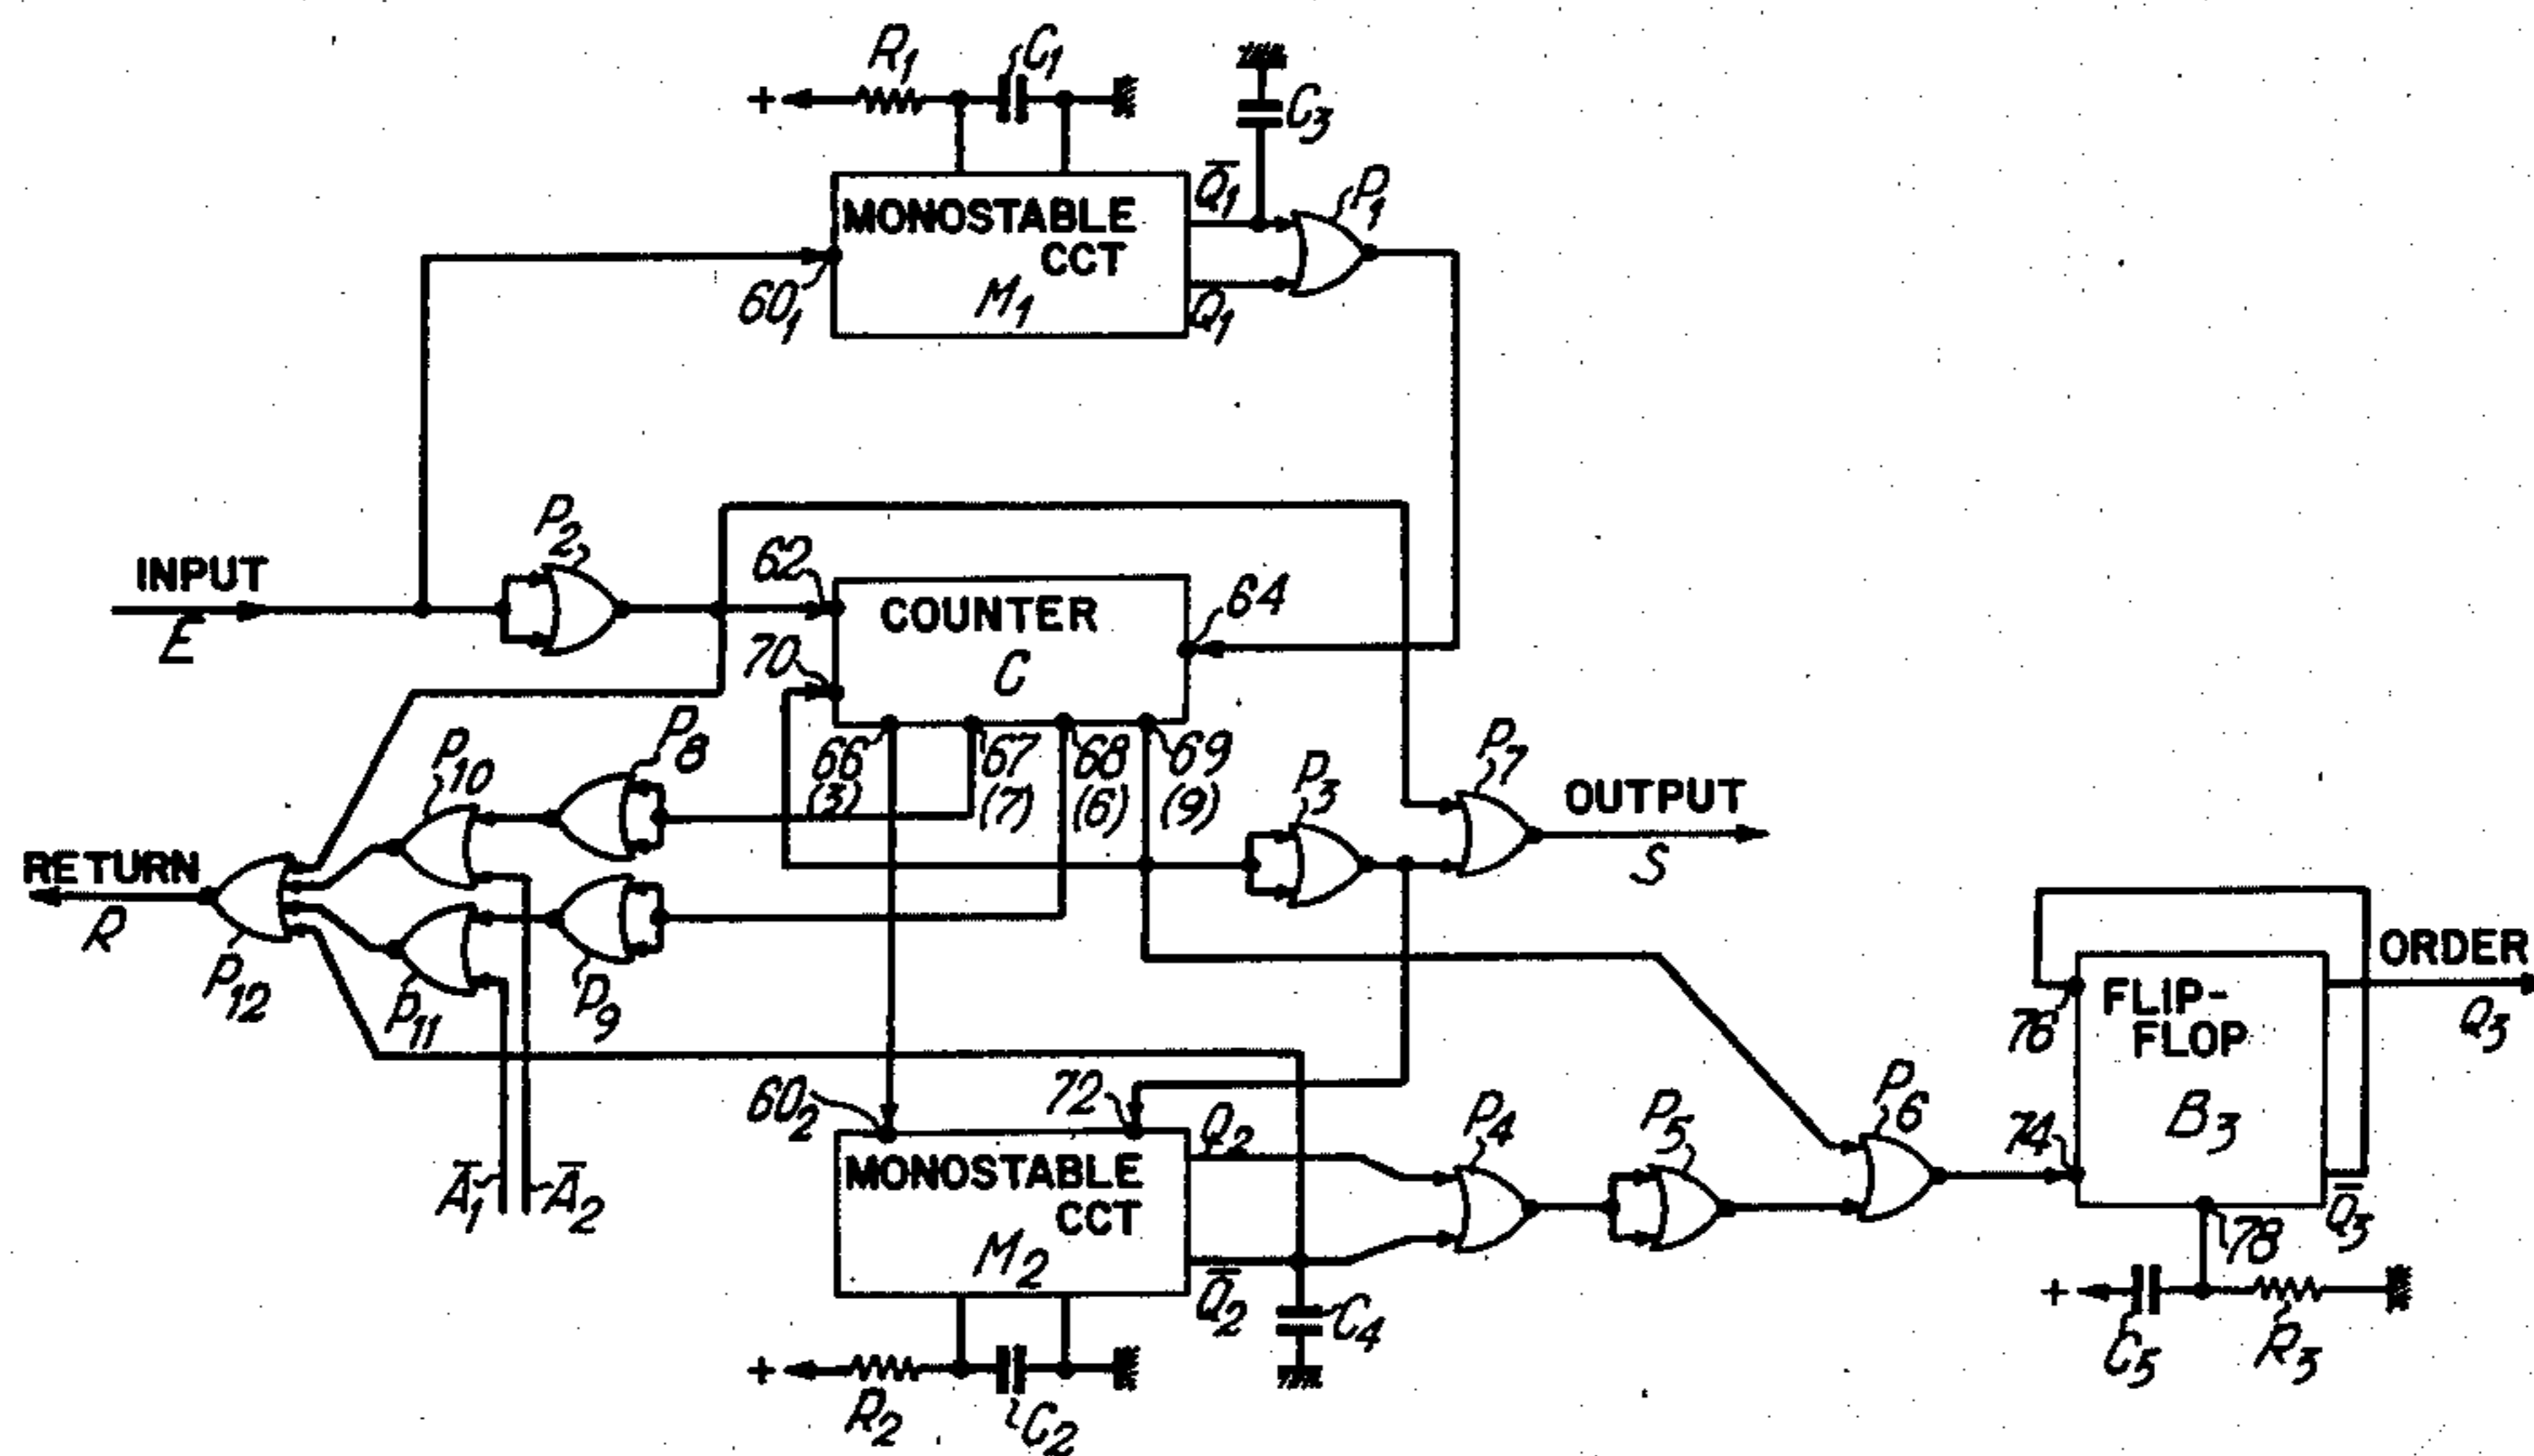 R1
C1
+
C3
Q̅1
P1
MONOSTABLE
CCT
M1
601
Q1
P2
INPUT
E
62
COUNTER
C
64
70
P8
66
(3)
67
(7)
68
(6)
69
(9)
P10
P3
P7
OUTPUT
S
RETURN
R
P12
P11
P9
ORDER
Q3
76
FLIP-
FLOP
B3
602
72
Q2
P4
P5
P6
74
A̅1
A̅2
MONOSTABLE
CCT
M2
Q̅2
C4
78
Q̅3
+
C5
R3
+
R2
C2